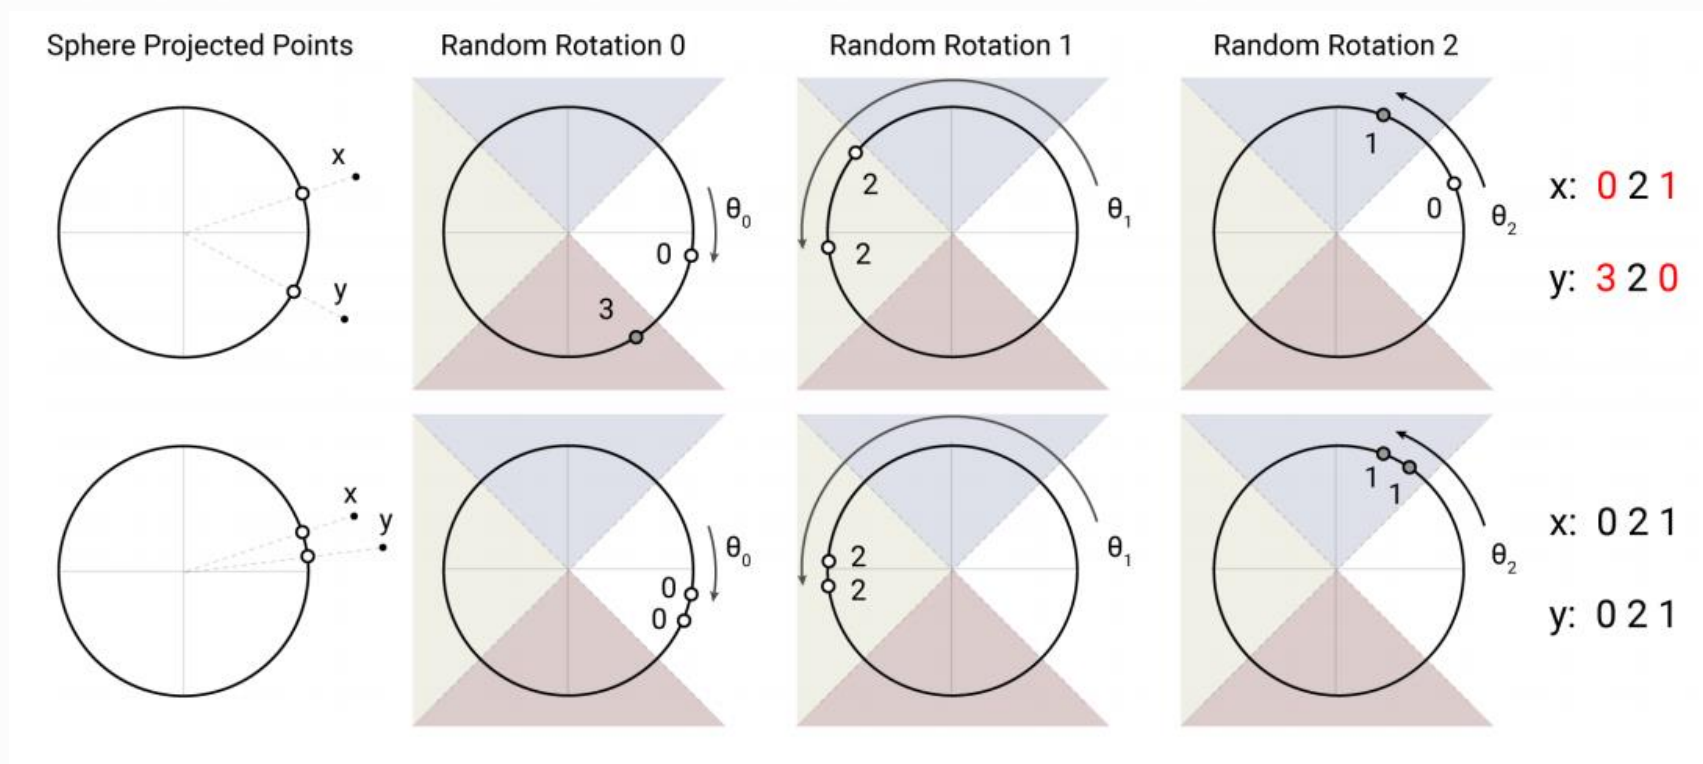 Sphere Projected Points
Random Rotation 0
Random Rotation 1
Random Rotation 2
x
y
0
3
θ0
2
2
θ1
1
0
θ2
x: 0 2 1
y: 3 2 0
x
y
0
0
θ0
2
2
θ1
1
1
θ2
x: 0 2 1
y: 0 2 1